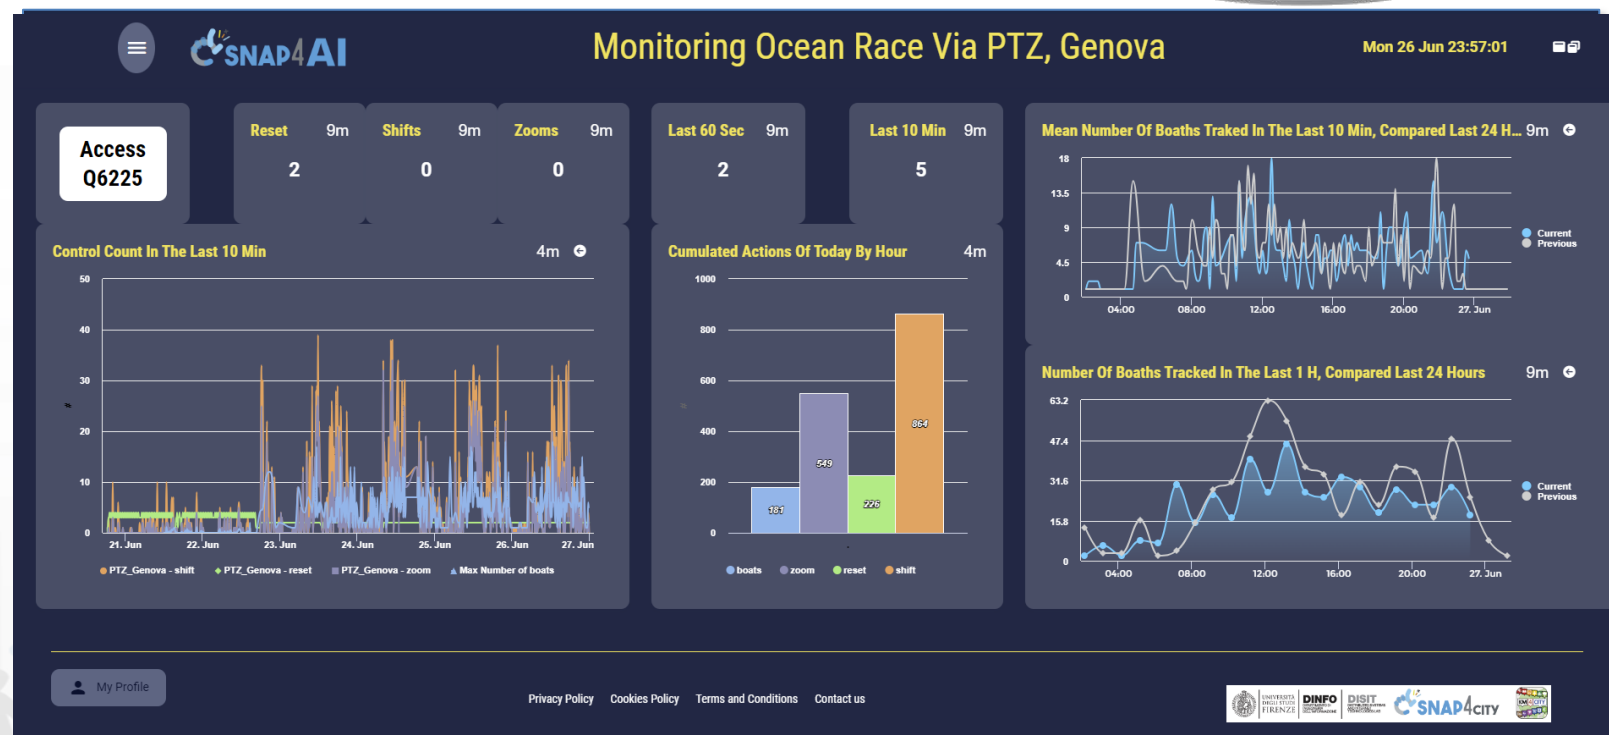 SNAP4AI
Monitoring Ocean Race Via PTZ, Genova
Mon 26 Jun 23:57:01
Access
Q6225
Reset 9m
2
Shifts 9m
0
Zooms 9m
0
Last 60 Sec 9m
2
Last 10 Min 9m
5
Mean Number Of Boaths Traked In The Last 10 Min, Compared Last 24 H... 9m
18
13.5
9
4.5
0
04:00 08:00 12:00 16:00 20:00 27. Jun
Current
Previous
Control Count In The Last 10 Min 4m
50
40
30
20
10
0
#
21. Jun 22. Jun 23. Jun 24. Jun 25. Jun 26. Jun 27. Jun
PTZ_Genova - shift PTZ_Genova - reset PTZ_Genova - zoom Max Number of boats
Cumulated Actions Of Today By Hour 4m
1000
800
600
400
200
0
181
549
226
864
boats zoom reset shift
Number Of Boaths Tracked In The Last 1 H, Compared Last 24 Hours 9m
63.2
47.4
31.6
15.8
0
04:00 08:00 12:00 16:00 20:00 27. Jun
Current
Previous
My Profile
Privacy Policy Cookies Policy Terms and Conditions Contact us
UNIVERSITÀ
DEGLI STUDI
FIRENZE
DINFO
DISIT
SNAP4CITY